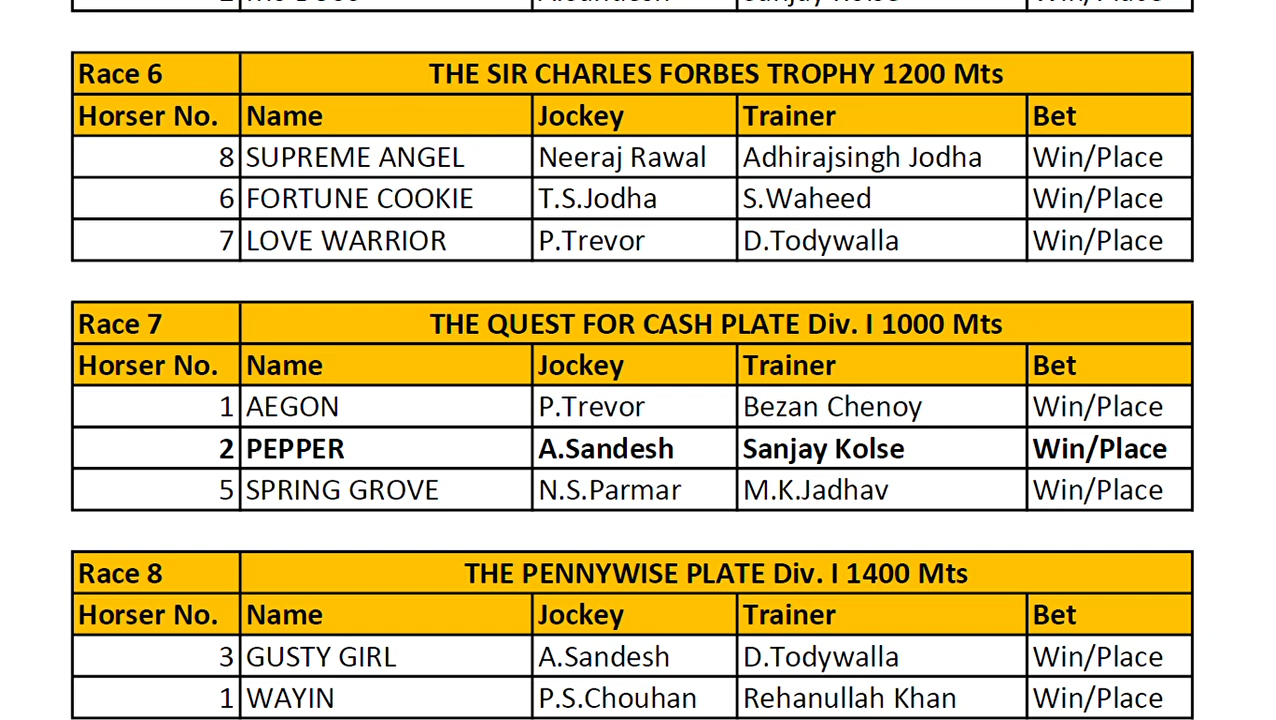 Race 6 THE SIR CHARLES FORBES TROPHY 1200 Mts
Horser No. Name Jockey Trainer Bet
8 SUPREME ANGEL Neeraj Rawal Adhirajsingh Jodha Win/Place
6 FORTUNE COOKIE T.S.Jodha S.Waheed Win/Place
7 LOVE WARRIOR P.Trevor D.Todywalla Win/Place
Race 7 THE QUEST FOR CASH PLATE Div. I 1000 Mts
Horser No. Name Jockey Trainer Bet
1 AEGON P.Trevor Bezan Chenoy Win/Place
2 PEPPER A.Sandesh Sanjay Kolse Win/Place
5 SPRING GROVE N.S.Parmar M.K.Jadhav Win/Place
Race 8 THE PENNYWISE PLATE Div. I 1400 Mts
Horser No. Name Jockey Trainer Bet
3 GUSTY GIRL A.Sandesh D.Todywalla Win/Place
1 WAYIN P.S.Chouhan Rehanullah Khan Win/Place